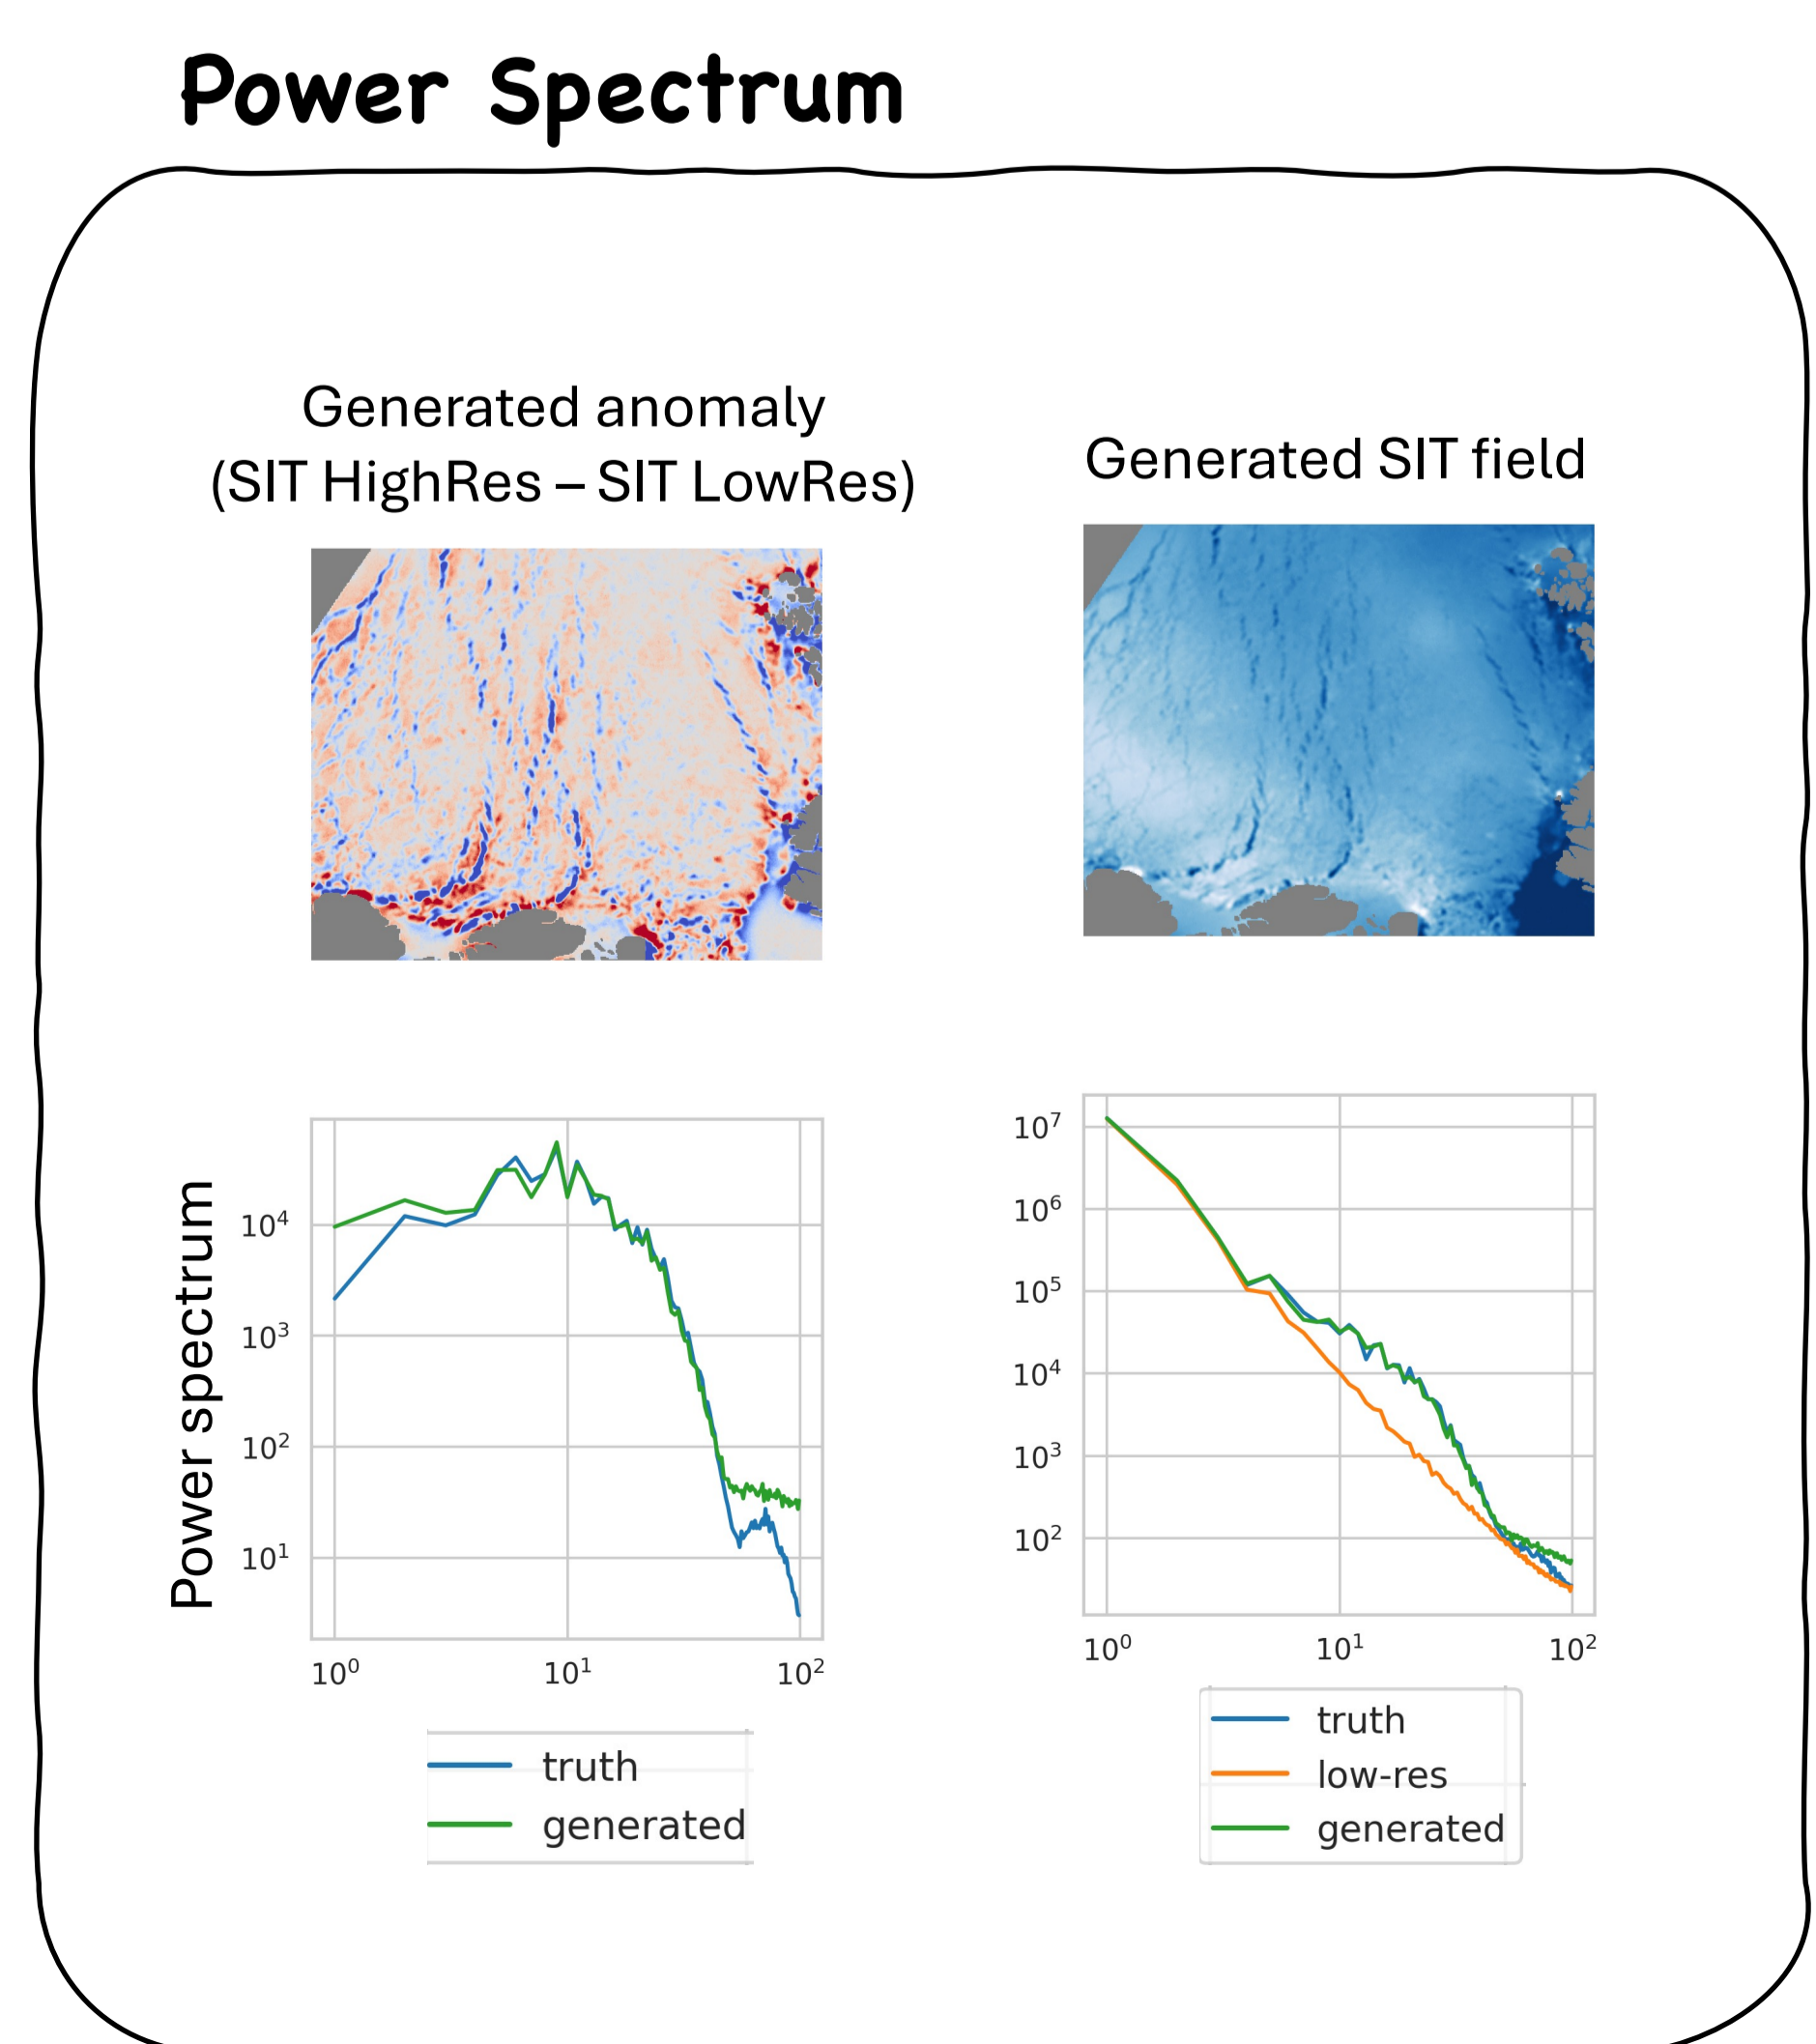 Power Spectrum
Generated anomaly
(SIT HighRes – SIT LowRes)
Generated SIT field
Power spectrum
10⁴
10³
10²
10¹
10⁰ 10¹ 10²
truth
generated
10⁷
10⁶
10⁵
10⁴
10³
10²
10⁰ 10¹ 10²
truth
low-res
generated